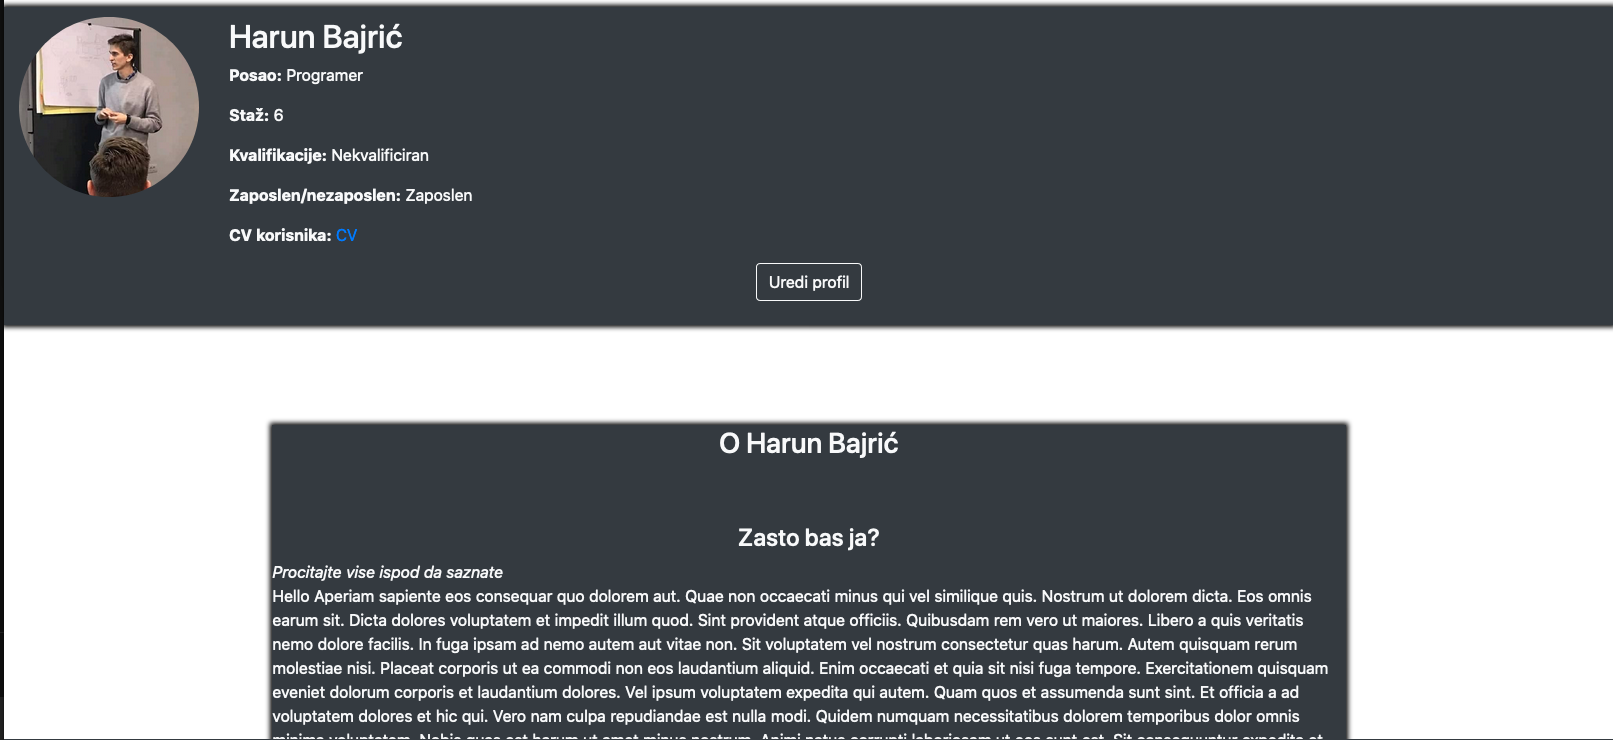 Harun Bajrić
Posao: Programer
Staž: 6
Kvalifikacije: Nekvalificiran
Zaposlen/nezaposlen: Zaposlen
CV korisnika: CV
Uredi profil
O Harun Bajrić
Zasto bas ja?
Procitajte vise ispod da saznate
Hello Aperiam sapiente eos consequar quo dolorem aut. Quae non occaecati minus qui vel similique quis. Nostrum ut dolorem dicta. Eos omnis
earum sit. Dicta dolores voluptatem et impedit illum quod. Sint provident atque officiis. Quibusdam rem vero ut maiores. Libero a quis veritatis
nemo dolore facilis. In fuga ipsam ad nemo autem aut vitae non. Sit voluptatem vel nostrum consectetur quas harum. Autem quisquam rerum
molestiae nisi. Placeat corporis ut ea commodi non eos laudantium aliquid. Enim occaecati et quia sit nisi fuga tempore. Exercitationem quisquam
eveniet dolorum corporis et laudantium dolores. Vel ipsum voluptatem expedita qui autem. Quam quos et assumenda sunt sint. Et officia a ad
voluptatem dolores et hic qui. Vero nam culpa repudiandae est nulla modi. Quidem numquam necessitatibus dolorem temporibus dolor omnis